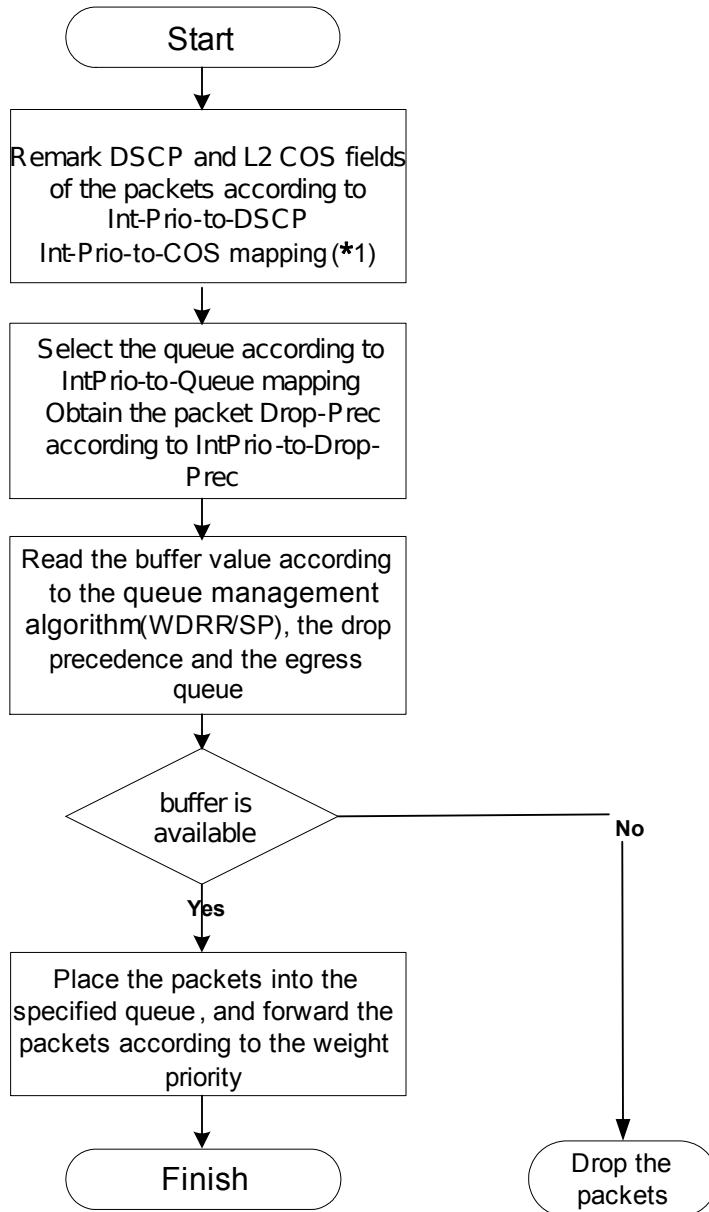 Start
Remark DSCP and L2 COS fields
of the packets according to
Int-Prio-to-DSCP
Int-Prio-to-COS mapping(*1)
Select the queue according to
IntPrio-to-Queue mapping
Obtain the packet Drop-Prec
according to IntPrio-to-Drop-
Prec
Read the buffer value according
to the queue management
algorithm(WDRR/SP), the drop
precedence and the egress
queue
buffer is
available
No
Yes
Place the packets into the
specified queue, and forward the
packets according to the weight
priority
Finish
Drop the
packets